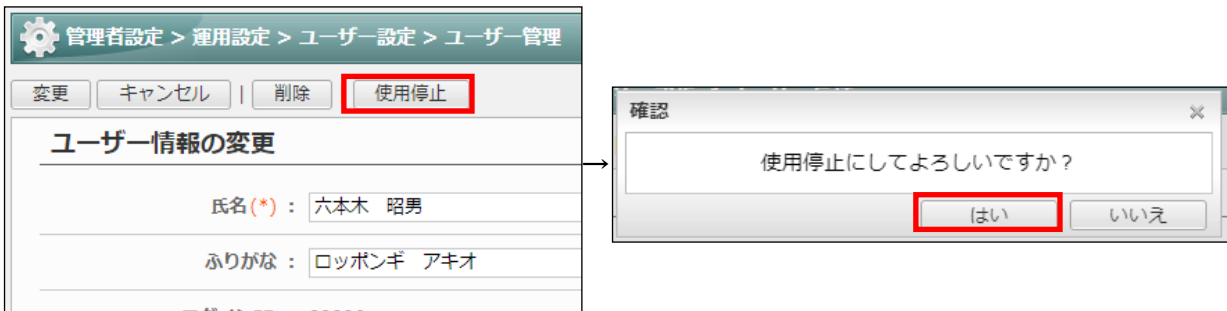 管理者設定 > 運用設定 > ユーザー設定 > ユーザー管理
変更 キャンセル | 削除 使用停止
ユーザー情報の変更
氏名(*) : 六本木 昭男
ふりがな : ロッポンギ アキオ
→
確認
使用停止にしてよろしいですか？
はい いいえ